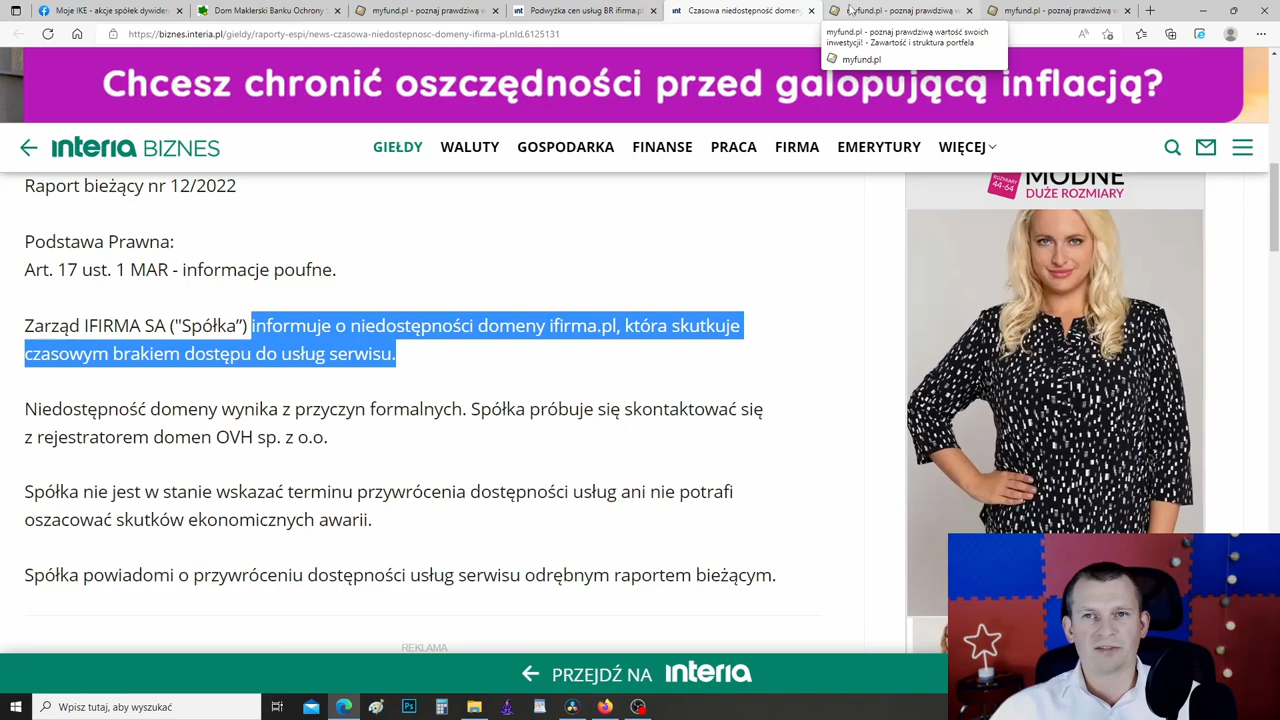 Moje IKE - akcje spółek dywiden
Dom Maklerski Banku Ochrony
myfund.pl - poznaj prawdziwą w
Podwyżka cen usług BR ifirma.pl
Czasowa niedostępność domeny
myfund.pl - poznaj prawdziwą w
myfund.pl - poznaj prawdziwą w
https://biznes.interia.pl/gieldy/raporty-espi/news-czasowa-niedostepnosc-domeny-ifirma-pl,nId,6125131
myfund.pl - poznaj prawdziwą wartość swoich
inwestycji! - Zawartość i struktura portfela
myfund.pl
Chcesz chronić oszczędności przed galopującą inflacją?
interia BIZNES
GIEŁDY WALUTY GOSPODARKA FINANSE PRACA FIRMA EMERYTURY WIĘCEJ
Raport bieżący nr 12/2022
MODNE
DUŻE ROZMIARY
ROZMIARY
44-64
Podstawa Prawna:
Art. 17 ust. 1 MAR - informacje poufne.
Zarząd IFIRMA SA ("Spółka”) informuje o niedostępności domeny ifirma.pl, która skutkuje
czasowym brakiem dostępu do usług serwisu.
Niedostępność domeny wynika z przyczyn formalnych. Spółka próbuje się skontaktować się
z rejestratorem domen OVH sp. z o.o.
Spółka nie jest w stanie wskazać terminu przywrócenia dostępności usług ani nie potrafi
oszacować skutków ekonomicznych awarii.
Spółka powiadomi o przywróceniu dostępności usług serwisu odrębnym raportem bieżącym.
REKLAMA
PRZEJDŹ NA interia
Wpisz tutaj, aby wyszukać